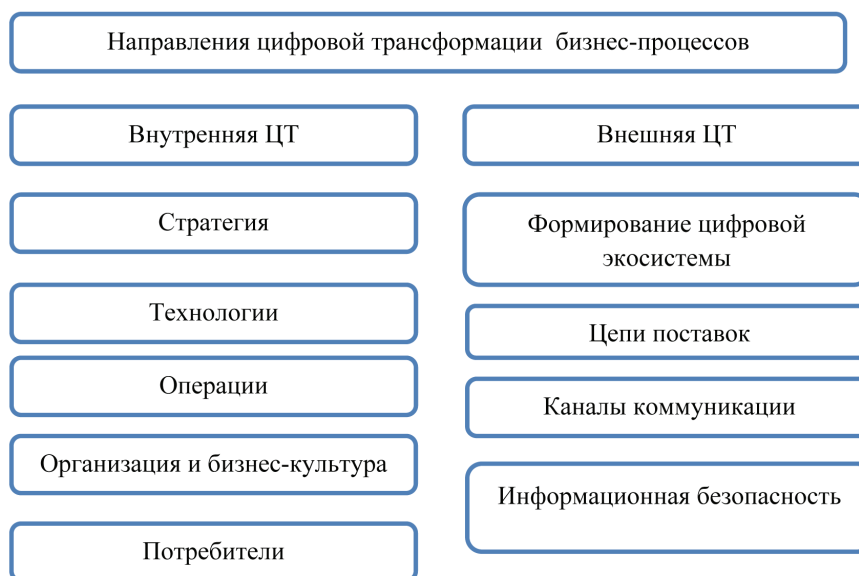 Направления цифровой трансформации бизнес-процессов
Внутренняя ЦТ
Стратегия
Технологии
Операции
Организация и бизнес-культура
Потребители
Внешняя ЦТ
Формирование цифровой
экосистемы
Цепи поставок
Каналы коммуникации
Информационная безопасность